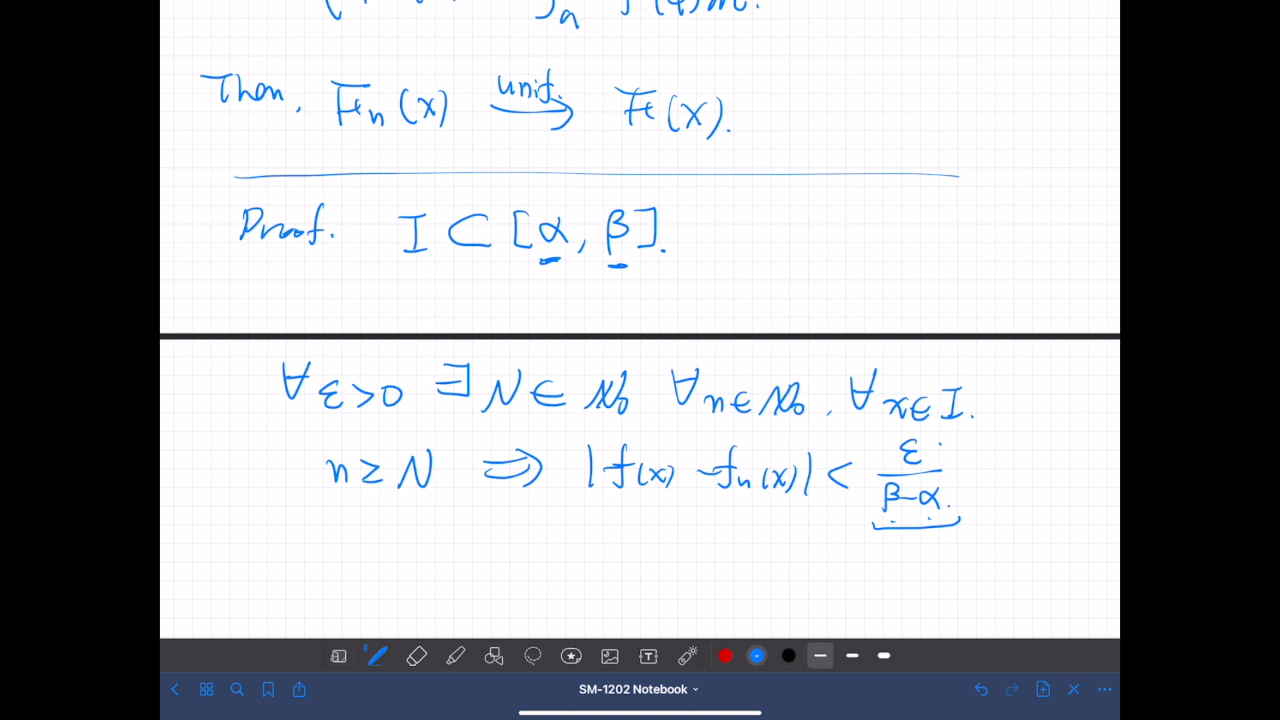 Then, Fn(x) unif. → F(x).
Proof. I ⊂ [α, β].
∀ε>0 ∃N∈ℕ₀ ∀n∈ℕ₀, ∀x∈I.
n≥N ⇒ |f(x) - fn(x)| < ε/(β-α).
SM-1202 Notebook